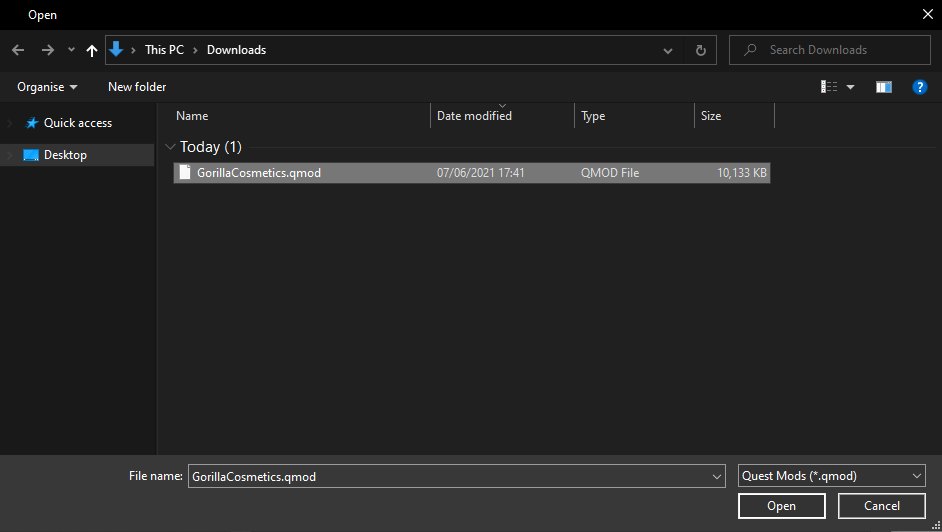 Open
This PC > Downloads
Search Downloads
Organise
New folder
?
Quick access
Desktop
Name
Date modified
Type
Size
Today (1)
GorillaCosmetics.qmod 07/06/2021 17:41 QMOD File 10,133 KB
File name: GorillaCosmetics.qmod
Quest Mods (*.qmod)
Open
Cancel